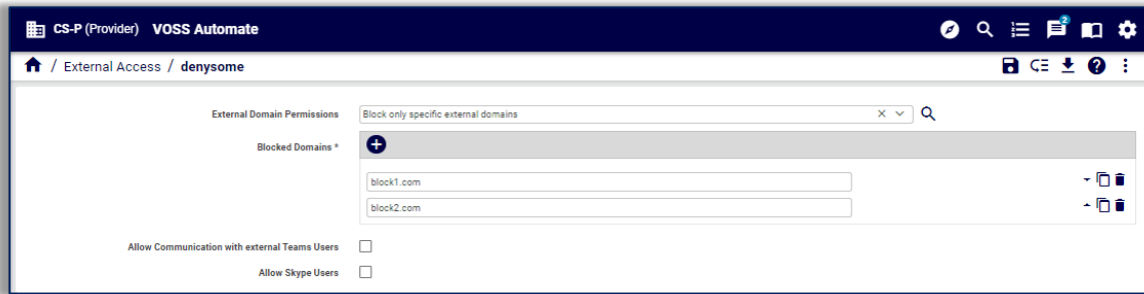 CS-P (Provider) VOSS Automate 2
/ External Access / denysome
External Domain Permissions Block only specific external domains
Blocked Domains *
block1.com
block2.com
Allow Communication with external Teams Users
Allow Skype Users